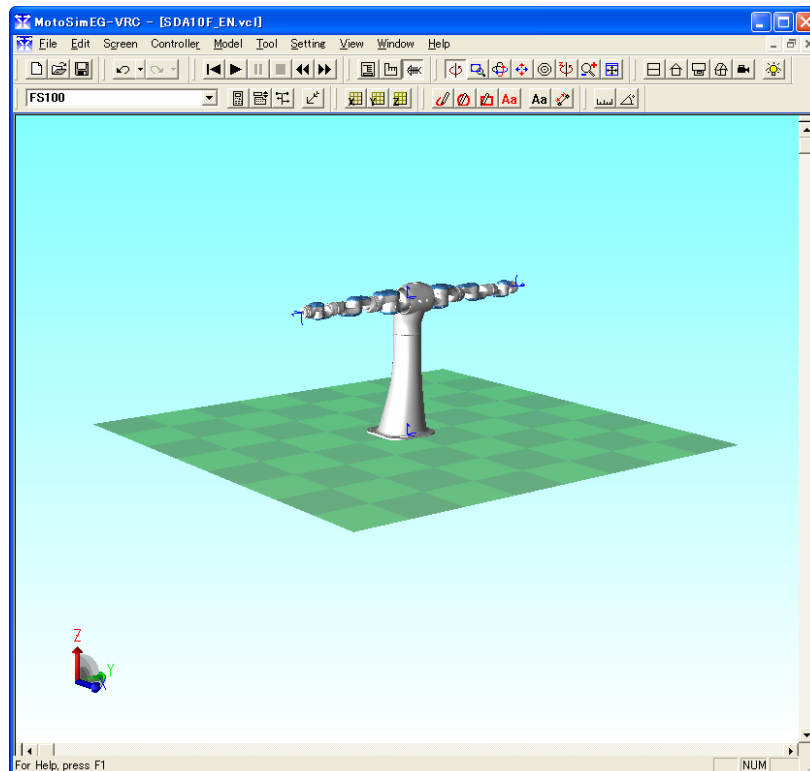 MotoSimEG-VRC - [SDA10F_EN.vcl]
File Edit Screen Controller Model Tool Setting View Window Help
FS100
X Y Z Aa Aa
Z
Y
X
For Help, press F1
NUM